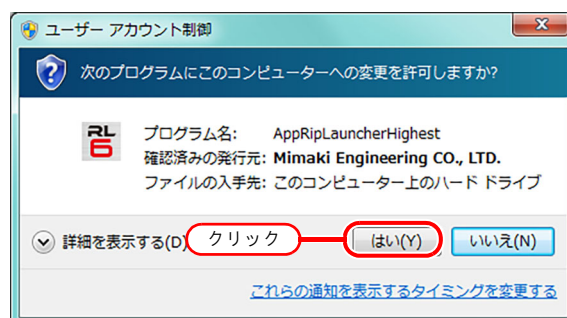 ユーザー アカウント制御
次のプログラムにこのコンピューターへの変更を許可しますか?
RL
6
プログラム名: AppRipLauncherHighest
確認済みの発行元: Mimaki Engineering CO., LTD.
ファイルの入手先: このコンピューター上のハード ドライブ
詳細を表示する(D) クリック はい(Y) いいえ(N)
これらの通知を表示するタイミングを変更する